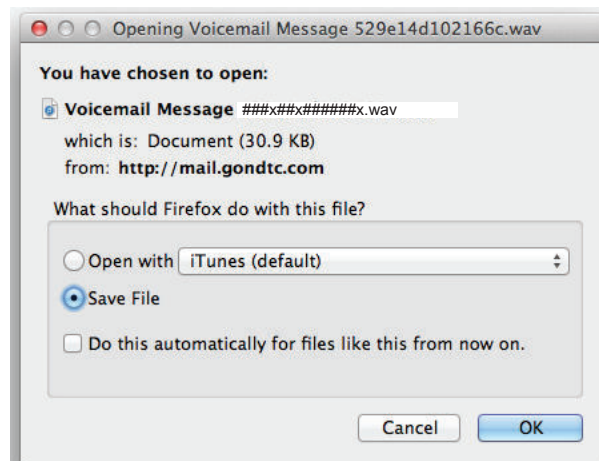 Opening Voicemail Message 529e14d102166c.wav
You have chosen to open:
Voicemail Message ###x##x######x.wav
which is: Document (30.9 KB)
from: http://mail.gondtc.com
What should Firefox do with this file?
Open with iTunes (default)
Save File
Do this automatically for files like this from now on.
Cancel OK